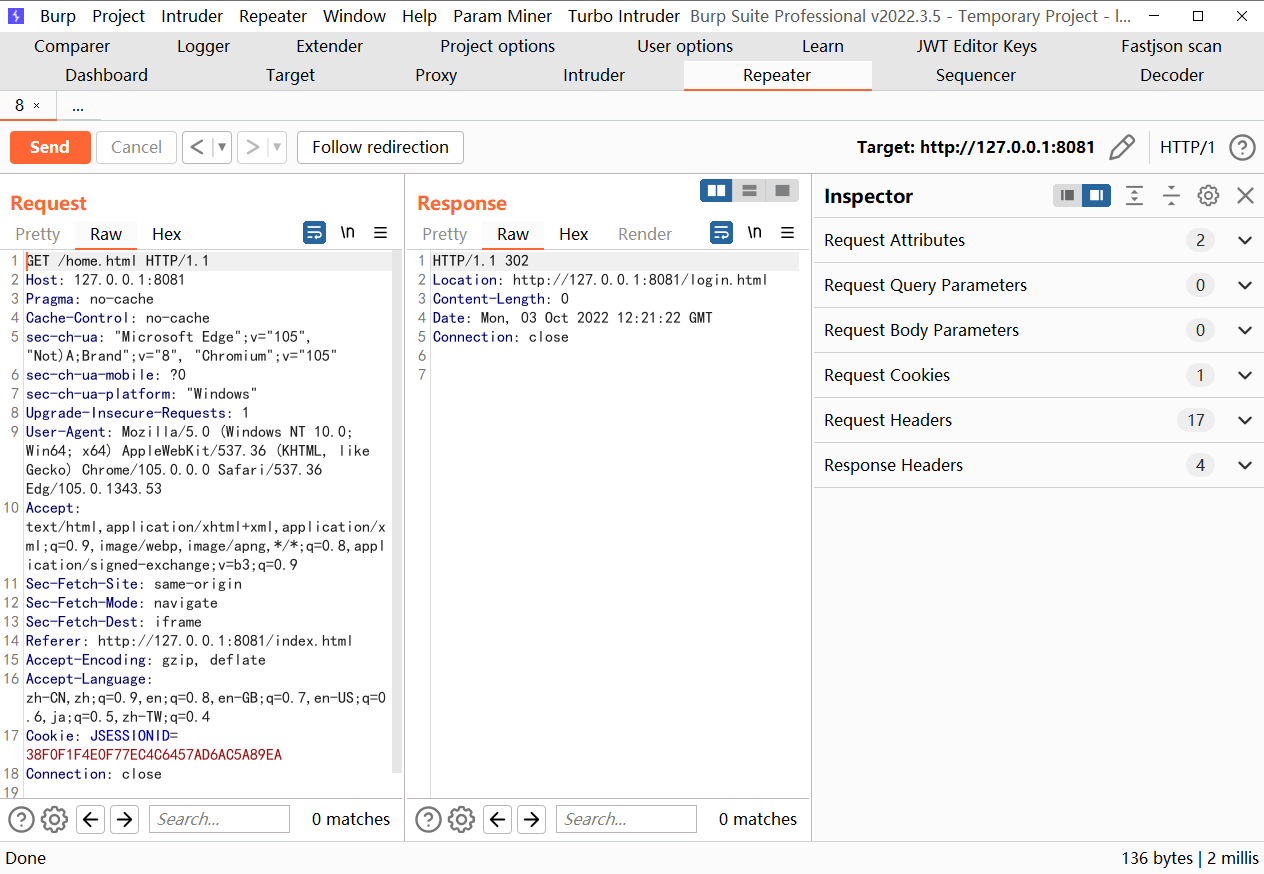 Burp Project Intruder Repeater Window Help Param Miner Turbo Intruder Burp Suite Professional v2022.3.5 - Temporary Project - l...
Comparer Logger Extender Project options User options Learn JWT Editor Keys Fastjson scan
Dashboard Target Proxy Intruder Repeater Sequencer Decoder
8 × ...
Send Cancel < > Follow redirection Target: http://127.0.0.1:8081 HTTP/1 ?
Request
Pretty Raw Hex \n
1 GET /home.html HTTP/1.1
2 Host: 127.0.0.1:8081
3 Pragma: no-cache
4 Cache-Control: no-cache
5 sec-ch-ua: "Microsoft Edge";v="105",
"Not)A;Brand";v="8", "Chromium";v="105"
6 sec-ch-ua-mobile: ?0
7 sec-ch-ua-platform: "Windows"
8 Upgrade-Insecure-Requests: 1
9 User-Agent: Mozilla/5.0 (Windows NT 10.0;
Win64; x64) AppleWebKit/537.36 (KHTML, like
Gecko) Chrome/105.0.0.0 Safari/537.36
Edg/105.0.1343.53
10 Accept:
text/html,application/xhtml+xml,application/x
ml;q=0.9,image/webp,image/apng,*/*;q=0.8,appl
ication/signed-exchange;v=b3;q=0.9
11 Sec-Fetch-Site: same-origin
12 Sec-Fetch-Mode: navigate
13 Sec-Fetch-Dest: iframe
14 Referer: http://127.0.0.1:8081/index.html
15 Accept-Encoding: gzip, deflate
16 Accept-Language:
zh-CN,zh;q=0.9,en;q=0.8,en-GB;q=0.7,en-US;q=0
.6,ja;q=0.5,zh-TW;q=0.4
17 Cookie: JSESSIONID=
38F0F1F4E0F77EC4C6457AD6AC5A89EA
18 Connection: close
19
? Search... 0 matches
Response
Pretty Raw Hex Render \n
1 HTTP/1.1 302
2 Location: http://127.0.0.1:8081/login.html
3 Content-Length: 0
4 Date: Mon, 03 Oct 2022 12:21:22 GMT
5 Connection: close
6
7
? Search... 0 matches
Inspector
Request Attributes 2
Request Query Parameters 0
Request Body Parameters 0
Request Cookies 1
Request Headers 17
Response Headers 4
Done 136 bytes | 2 millis